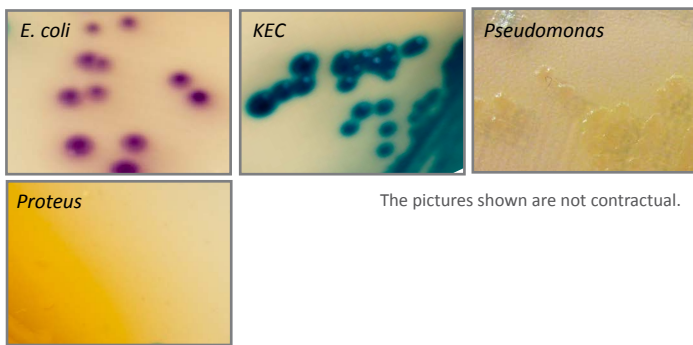 E. coli
KEC
Pseudomonas
Proteus
The pictures shown are not contractual.